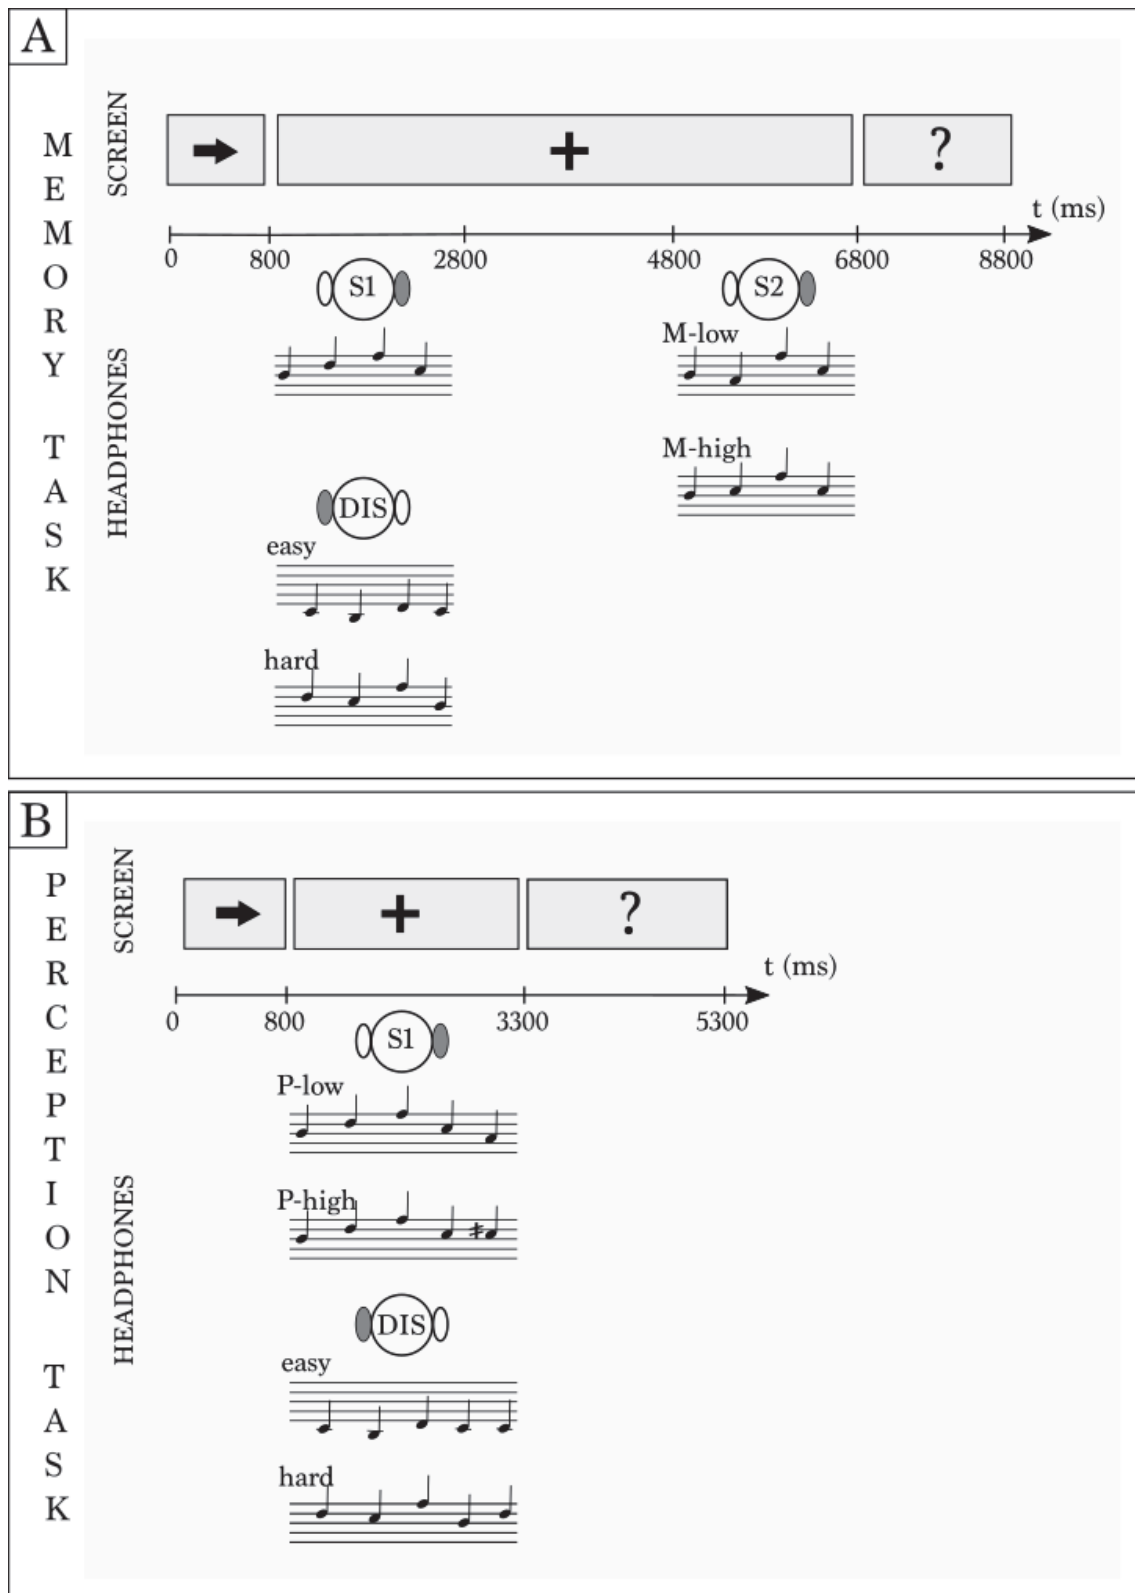 A
MEMORY TASK
SCREEN
?
t (ms)
0 800 2800 4800 6800 8800
HEADPHONES
S1
S2
M-low
M-high
DIS
easy
hard
B
PERCEPTION TASK
SCREEN
?
t (ms)
0 800 3300 5300
HEADPHONES
S1
P-low
P-high
DIS
easy
hard